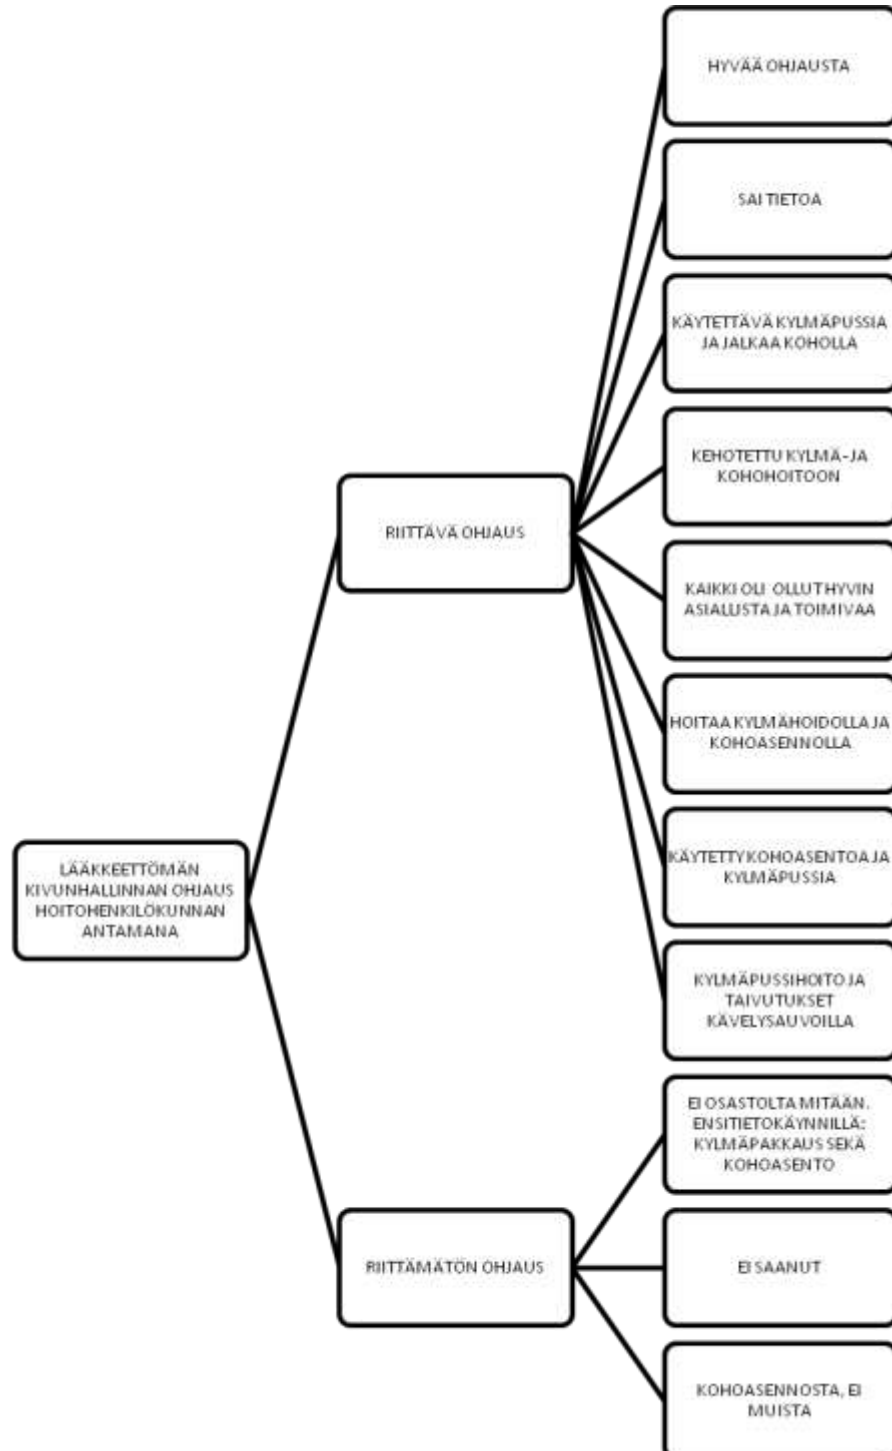 HYVÄÄ OHJAUSTA
SAI TIETOA
KÄYTETTÄVÄ KYLMÄPUSSIA
JA JALKAA KOHOLLA
KEHOTETTU KYLMÄ- JA
KOHOHOITOON
RIITTÄVÄ OHJAUS
KAIKKI OLI OLLUT HYVIN
ASIALLISTA JA TOIMIVAA
HOITAA KYLMÄHOIDOLLA JA
KOHOASENNOLLA
KÄYTETTY KOHOASENTOA JA
KYLMÄPUSSIA
LÄÄKKEETTÖMÄN
KIVUNHALLINNAN OHJAUS
HOITOHENKILÖKUNNAN
ANTAMANA
KYLMÄPUSSIHOITO JA
TAIVUTUKSET
KÄVELYSAUVOILLA
EI OSASTOLTA MITÄÄN.
ENSITIETOKÄYNNILLÄ:
KYLMÄPAKKAUS SEKÄ
KOHOASENTO
RIITTÄMÄTÖN OHJAUS
EI SAANUT
KOHOASENNOSTA, EI
MUISTA